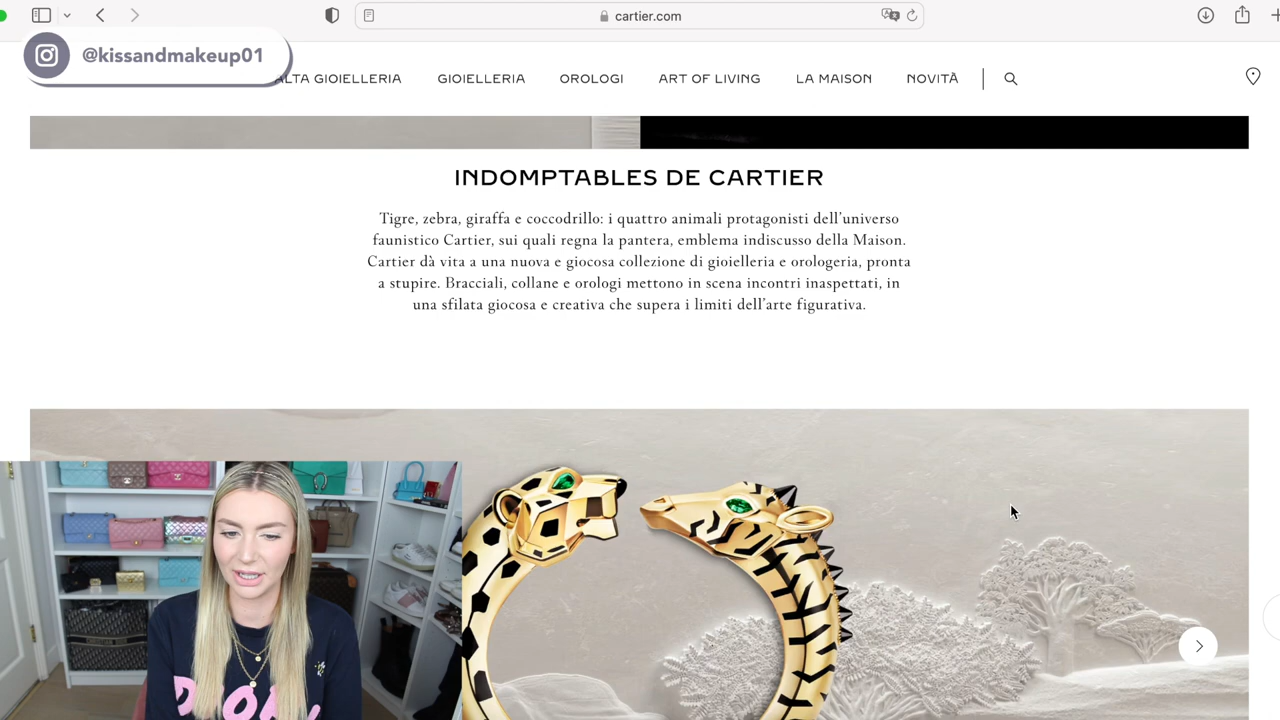 cartier.com
@kissandmakeup01
ALTA GIOIELLERIA GIOIELLERIA OROLOGI ART OF LIVING LA MAISON NOVITÀ
INDOMPTABLES DE CARTIER
Tigre, zebra, giraffa e coccodrillo: i quattro animali protagonisti dell'universo
faunistico Cartier, sui quali regna la pantera, emblema indiscusso della Maison.
Cartier dà vita a una nuova e giocosa collezione di gioielleria e orologeria, pronta
a stupire. Bracciali, collane e orologi mettono in scena incontri inaspettati, in
una sfilata giocosa e creativa che supera i limiti dell'arte figurativa.